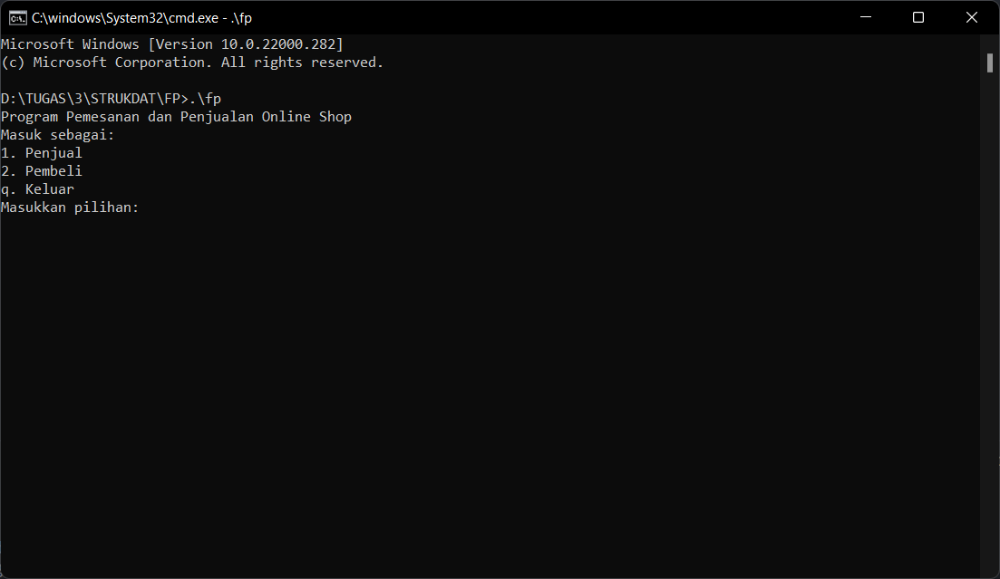 C:\windows\System32\cmd.exe - .\fp
Microsoft Windows [Version 10.0.22000.282]
(c) Microsoft Corporation. All rights reserved.
D:\TUGAS\3\STRUKDAT\FP>.\fp
Program Pemesanan dan Penjualan Online Shop
Masuk sebagai:
1. Penjual
2. Pembeli
q. Keluar
Masukkan pilihan: